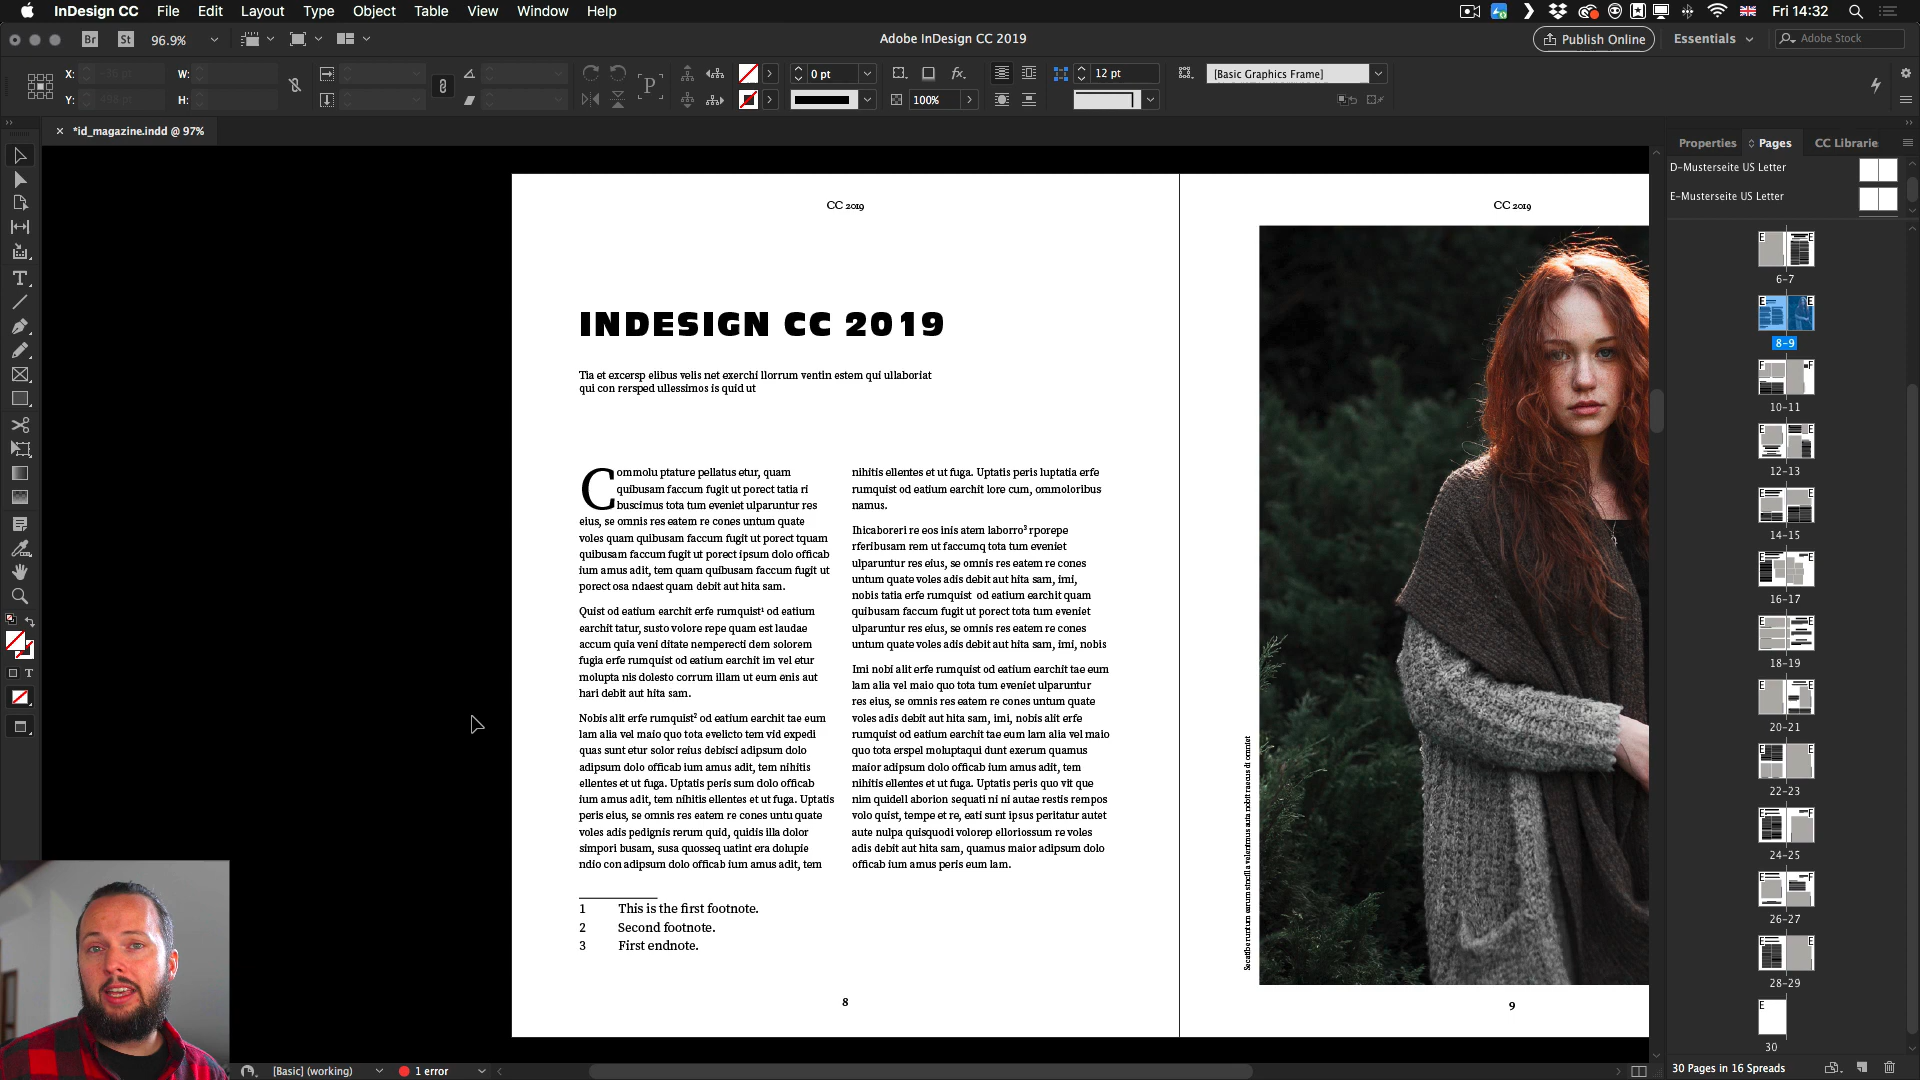 InDesign CC File Edit Layout Type Object Table View Window Help
Fri 14:32
Br St 96.9%
Adobe InDesign CC 2019
Publish Online
Essentials
Adobe Stock
X:
W:
0 pt
12 pt
[Basic Graphics Frame]
Y:
H:
100%
*id_magazine.indd @ 97%
Properties Pages CC Librarie
D-Musterseite US Letter
E-Musterseite US Letter
CC 2019
CC 2019
INDESIGN CC 2019
Tia et excersp elibus velis net exerchi llorrum ventin estem qui ullaboriat
qui con rersped ullessimos is quid ut
Commolu ptature pellatus etur, quam
quibusam faccum fugit ut porect tatia ri
buscimus tota tum eveniet ulparuntur res
eius, se omnis res eatem re cones untum quate
voles quam quibusam faccum fugit ut porect tquam
quibusam faccum fugit ut porect ipsum dolo officab
ium amus adit, tem quam quibusam faccum fugit ut
porect osa ndaest quam debit aut hita sam.
Quist od eatium earchit erfe rumquist¹ od eatium
earchit tatur, susto volore repe quam est laudae
accum quia veni ditate nemperecti dem solorem
fugia erfe rumquist od eatium earchit im vel etur
molupta nis dolesto corrum illam ut eum enis aut
hari debit aut hita sam.
Nobis alit erfe rumquist² od eatium earchit tae eum
lam alia vel maio quo tota evelicto tem vid expedi
quas sunt etur solor reius debisci adipsum dolo
adipsum dolo officab ium amus adit, tem nihitis
ellentes et ut fuga. Uptatis peris sum dolo officab
ium amus adit, tem nihitis ellentes et ut fuga. Uptatis
peris eius, se omnis res eatem re cones untu quate
voles adis pedignis rerum quid, quidis illa dolor
simpori busam, susa quosseq uatint era dolupie
ndio con adipsum dolo officab ium amus adit, tem
nihitis ellentes et ut fuga. Uptatis peris luptatia erfe
rumquist od eatium earchit lore cum, ommoloribus
namus.
Ihicaboreri re eos inis atem laborro³ rporepe
rferibusam rem ut faccumq tota tum eveniet
ulparuntur res eius, se omnis res eatem re cones
untum quate voles adis debit aut hita sam, imi,
nobis tatia erfe rumquist od eatium earchit quam
quibusam faccum fugit ut porect tota tum eveniet
ulparuntur res eius, se omnis res eatem re cones
untum quate voles adis debit aut hita sam, imi, nobis
Imi nobi alit erfe rumquist od eatium earchit tae eum
lam alia vel maio quo tota tum eveniet ulparuntur
res eius, se omnis res eatem re cones untum quate
voles adis debit aut hita sam, imi, nobis alit erfe
rumquist od eatium earchit tae eum lam alia vel maio
quo tota erspel moluptaqui dunt exerum quamus
maior adipsum dolo officab ium amus adit, tem
nihitis ellentes et ut fuga. Uptatis peris quo vit que
nim quidell aborion sequati ni ni autae restis rempos
volo quist, tempe et re, eati sunt ipsus peritatur autet
aute nulpa quisquodi volorep elloriossum re voles
adis debit aut hita sam, quamus maior adipsum dolo
officab ium amus peris eum lam.
1 This is the first footnote.
2 Second footnote.
3 First endnote.
8
9
6-7
8-9
10-11
12-13
14-15
16-17
18-19
20-21
22-23
24-25
26-27
28-29
30
[Basic] (working)
1 error
30 Pages in 16 Spreads